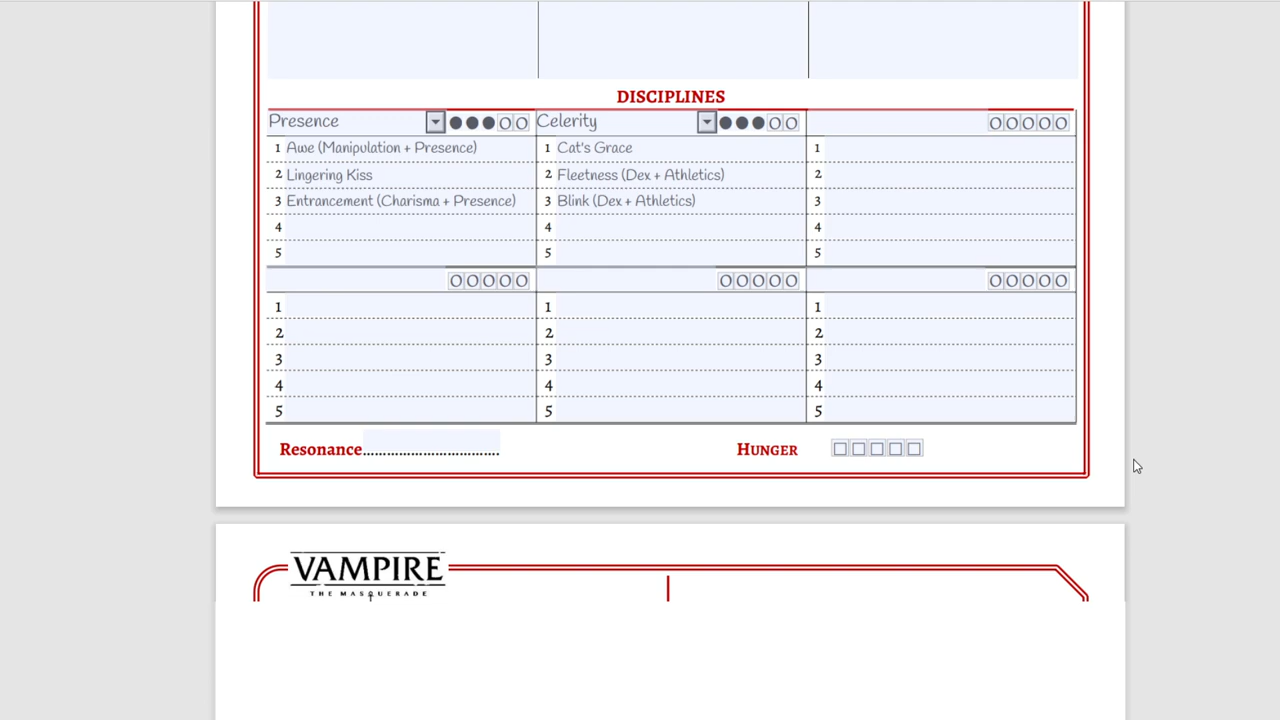 DISCIPLINES
Presence Celerity
1 Awe (Manipulation + Presence) 1 Cat's Grace 1
2 Lingering Kiss 2 Fleetness (Dex + Athletics) 2
3 Entrancement (Charisma + Presence) 3 Blink (Dex + Athletics) 3
4 4 4
5 5 5
1 1 1
2 2 2
3 3 3
4 4 4
5 5 5
Resonance.................................. HUNGER
VAMPIRE
THE MASQUERADE